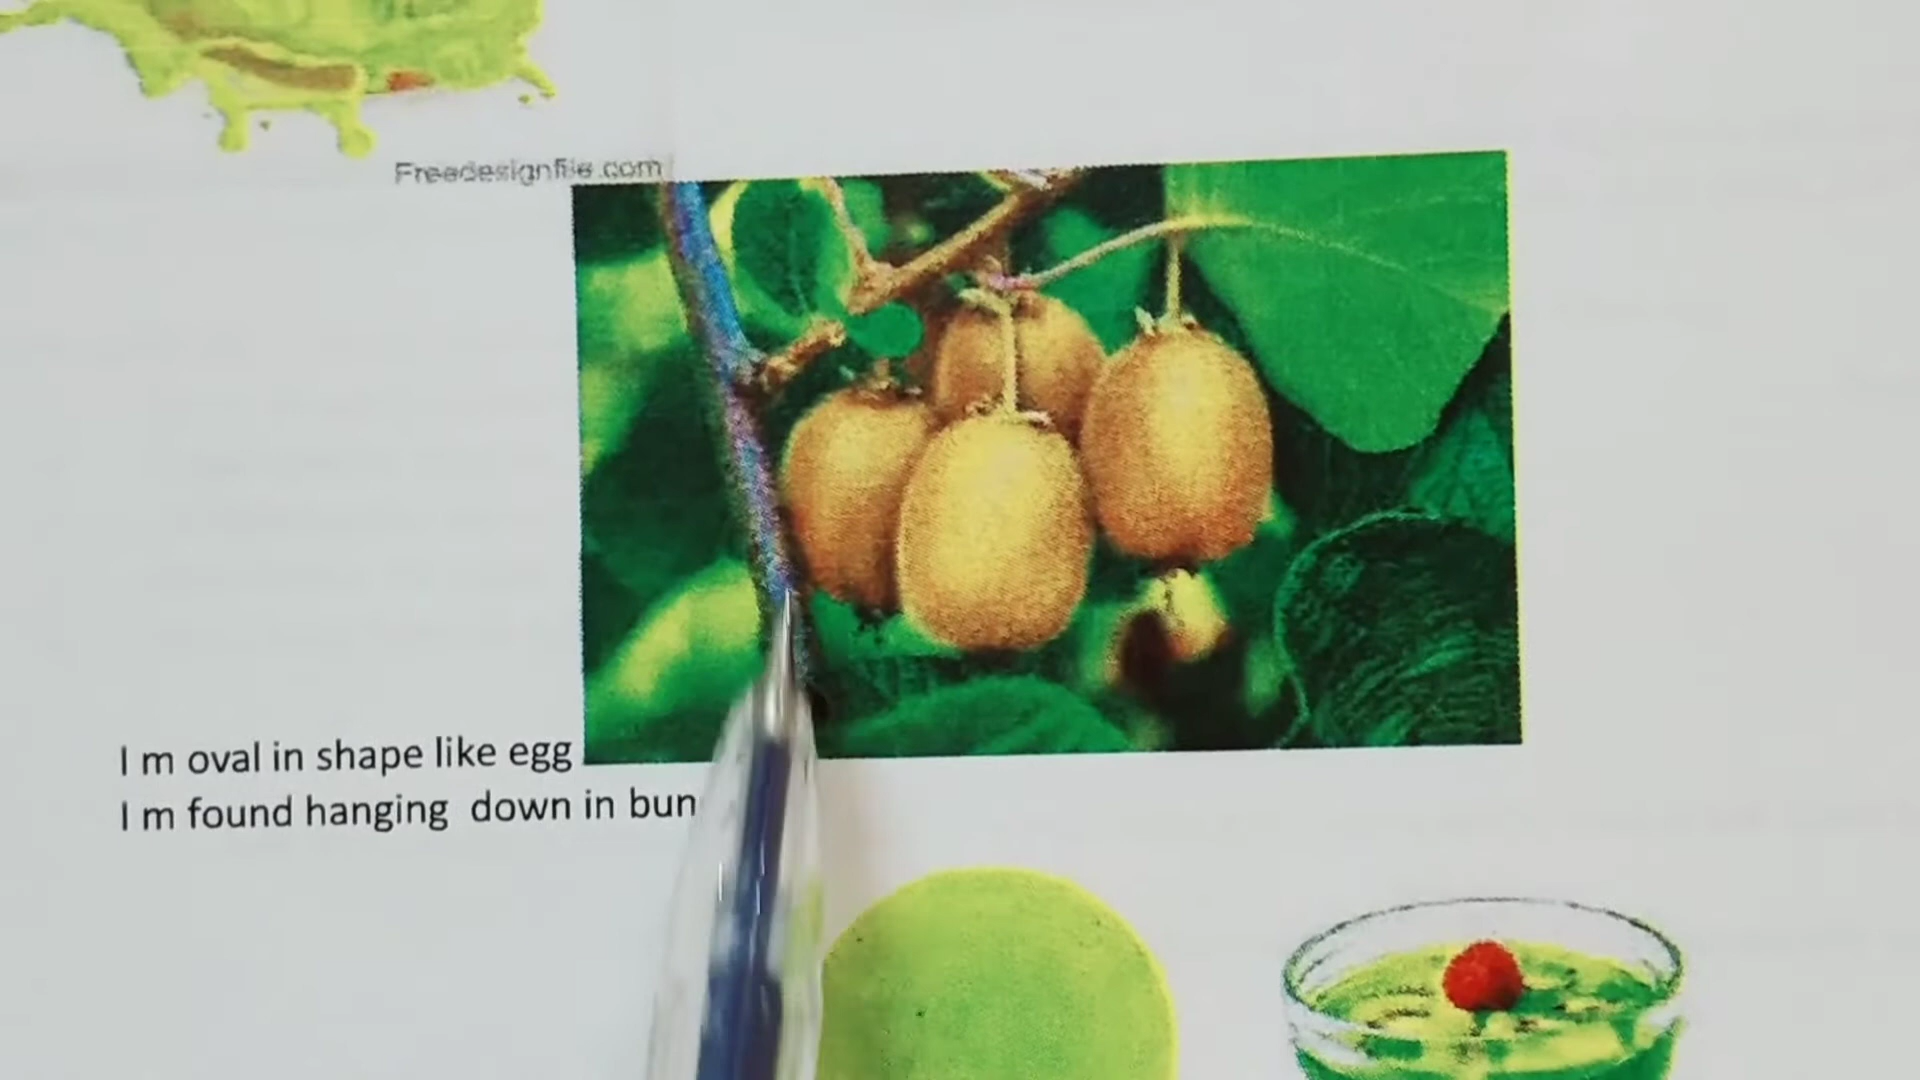 Freedesignfile.com
I m oval in shape like egg
I m found hanging down in bun